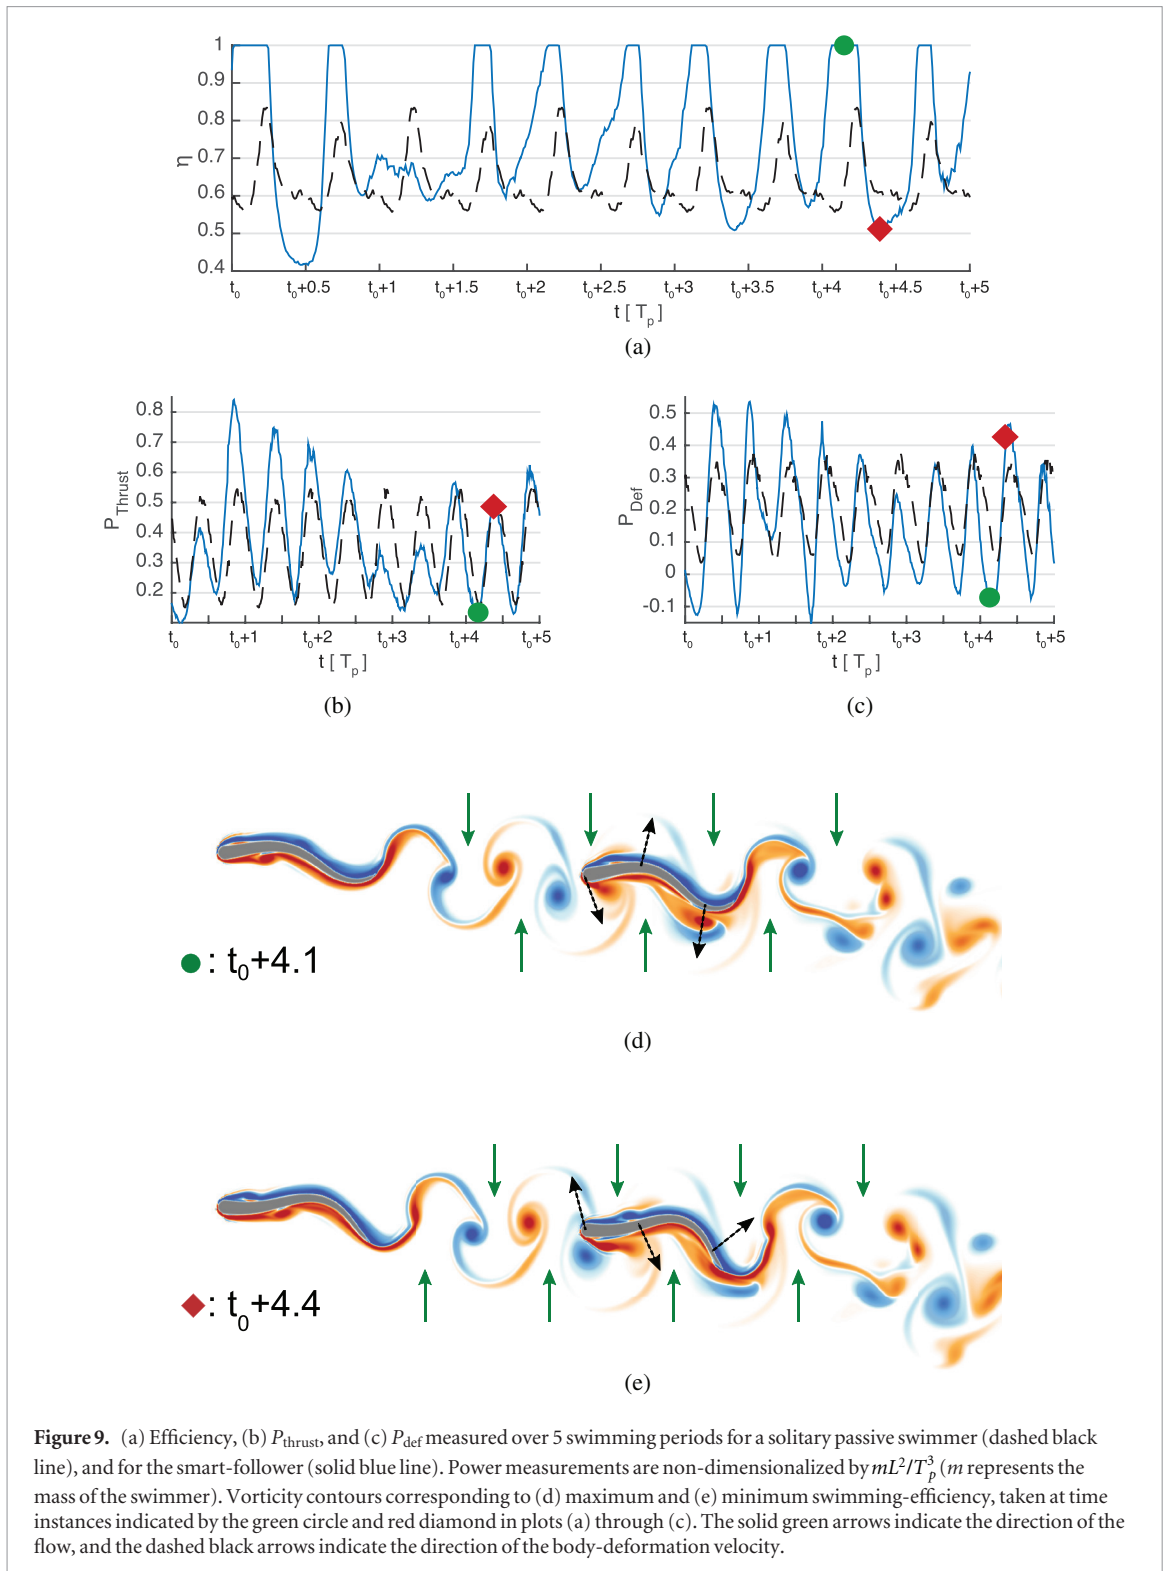 1
0.9
0.8
0.7
0.6
0.5
0.4
η
t₀
t₀+0.5
t₀+1
t₀+1.5
t₀+2
t₀+2.5
t₀+3
t₀+3.5
t₀+4
t₀+4.5
t₀+5
t [ Tₚ ]
(a)
0.8
0.7
0.6
0.5
0.4
0.3
0.2
P_Thrust
t₀
t₀+1
t₀+2
t₀+3
t₀+4
t₀+5
t [ Tₚ ]
(b)
0.5
0.4
0.3
0.2
0.1
0
-0.1
P_Def
t₀
t₀+1
t₀+2
t₀+3
t₀+4
t₀+5
t [ Tₚ ]
(c)
: t₀+4.1
(d)
: t₀+4.4
(e)
Figure 9. (a) Efficiency, (b) P_thrust, and (c) P_def measured over 5 swimming periods for a solitary passive swimmer (dashed black
line), and for the smart-follower (solid blue line). Power measurements are non-dimensionalized by mL²/Tₚ³ (m represents the
mass of the swimmer). Vorticity contours corresponding to (d) maximum and (e) minimum swimming-efficiency, taken at time
instances indicated by the green circle and red diamond in plots (a) through (c). The solid green arrows indicate the direction of the
flow, and the dashed black arrows indicate the direction of the body-deformation velocity.